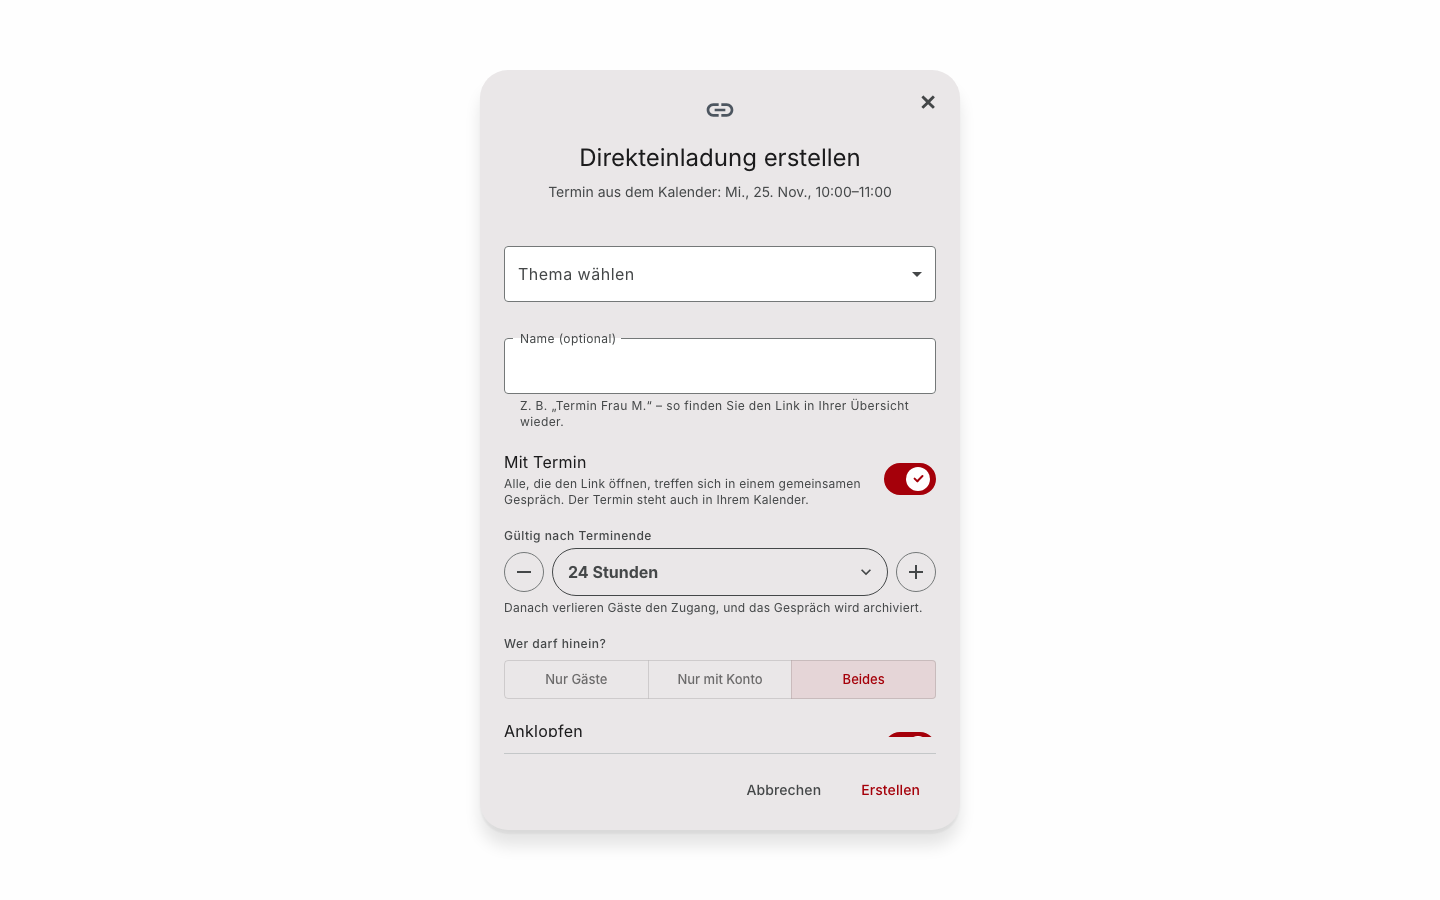 Direkteinladung erstellen
Termin aus dem Kalender: Mi., 25. Nov., 10:00–11:00
Thema wählen
Name (optional)
Z. B. „Termin Frau M.“ – so finden Sie den Link in Ihrer Übersicht
wieder.
Mit Termin
Alle, die den Link öffnen, treffen sich in einem gemeinsamen
Gespräch. Der Termin steht auch in Ihrem Kalender.
Gültig nach Terminende
24 Stunden
Danach verlieren Gäste den Zugang, und das Gespräch wird archiviert.
Wer darf hinein?
Nur Gäste
Nur mit Konto
Beides
Anklopfen
Abbrechen
Erstellen